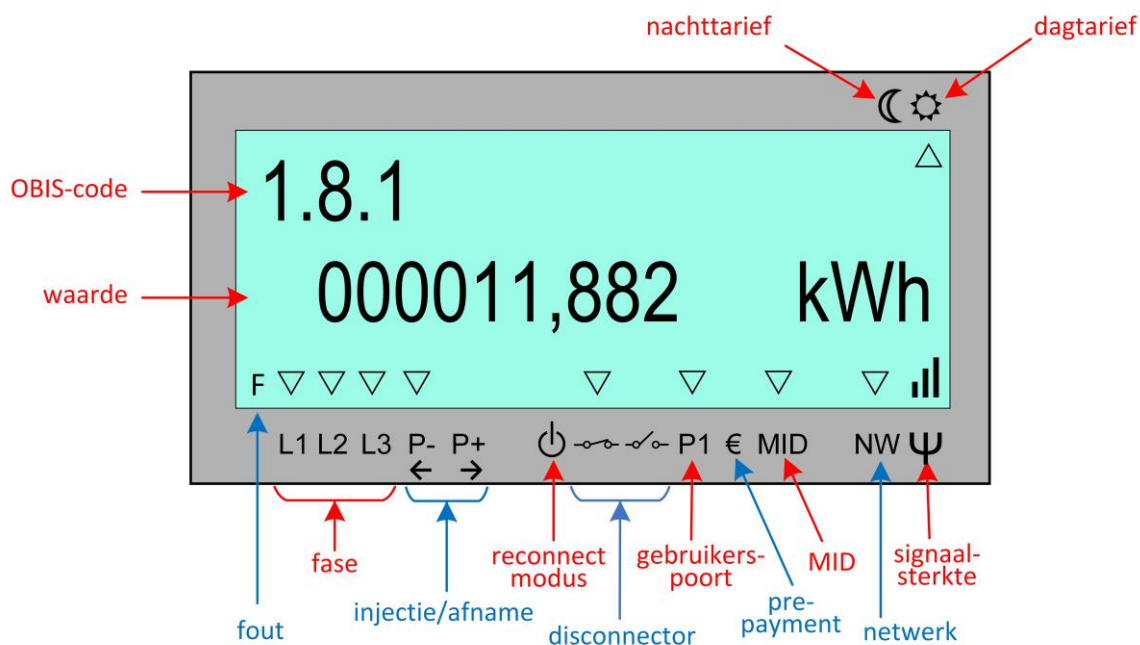 nachttarief
dagtarief
OBIS-code
1.8.1
waarde
000011,882 kWh
F
L1 L2 L3 P- P+ P1 € MID NW
fase
injectie/afname
reconnect
modus
gebruikers-
poort
MID
signaal-
sterkte
fout
disconnector
pre-
payment
netwerk